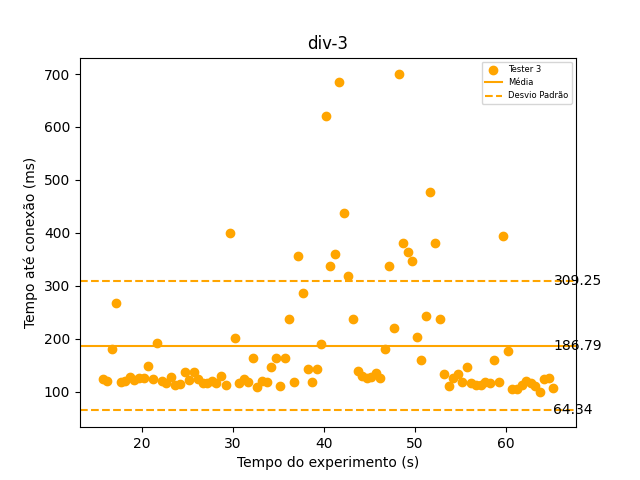 div-3
Tester 3
Média
Desvio Padrão
700
600
500
400
300
200
100
309.25
186.79
64.34
Tempo até conexão (ms)
20
30
40
50
60
Tempo do experimento (s)